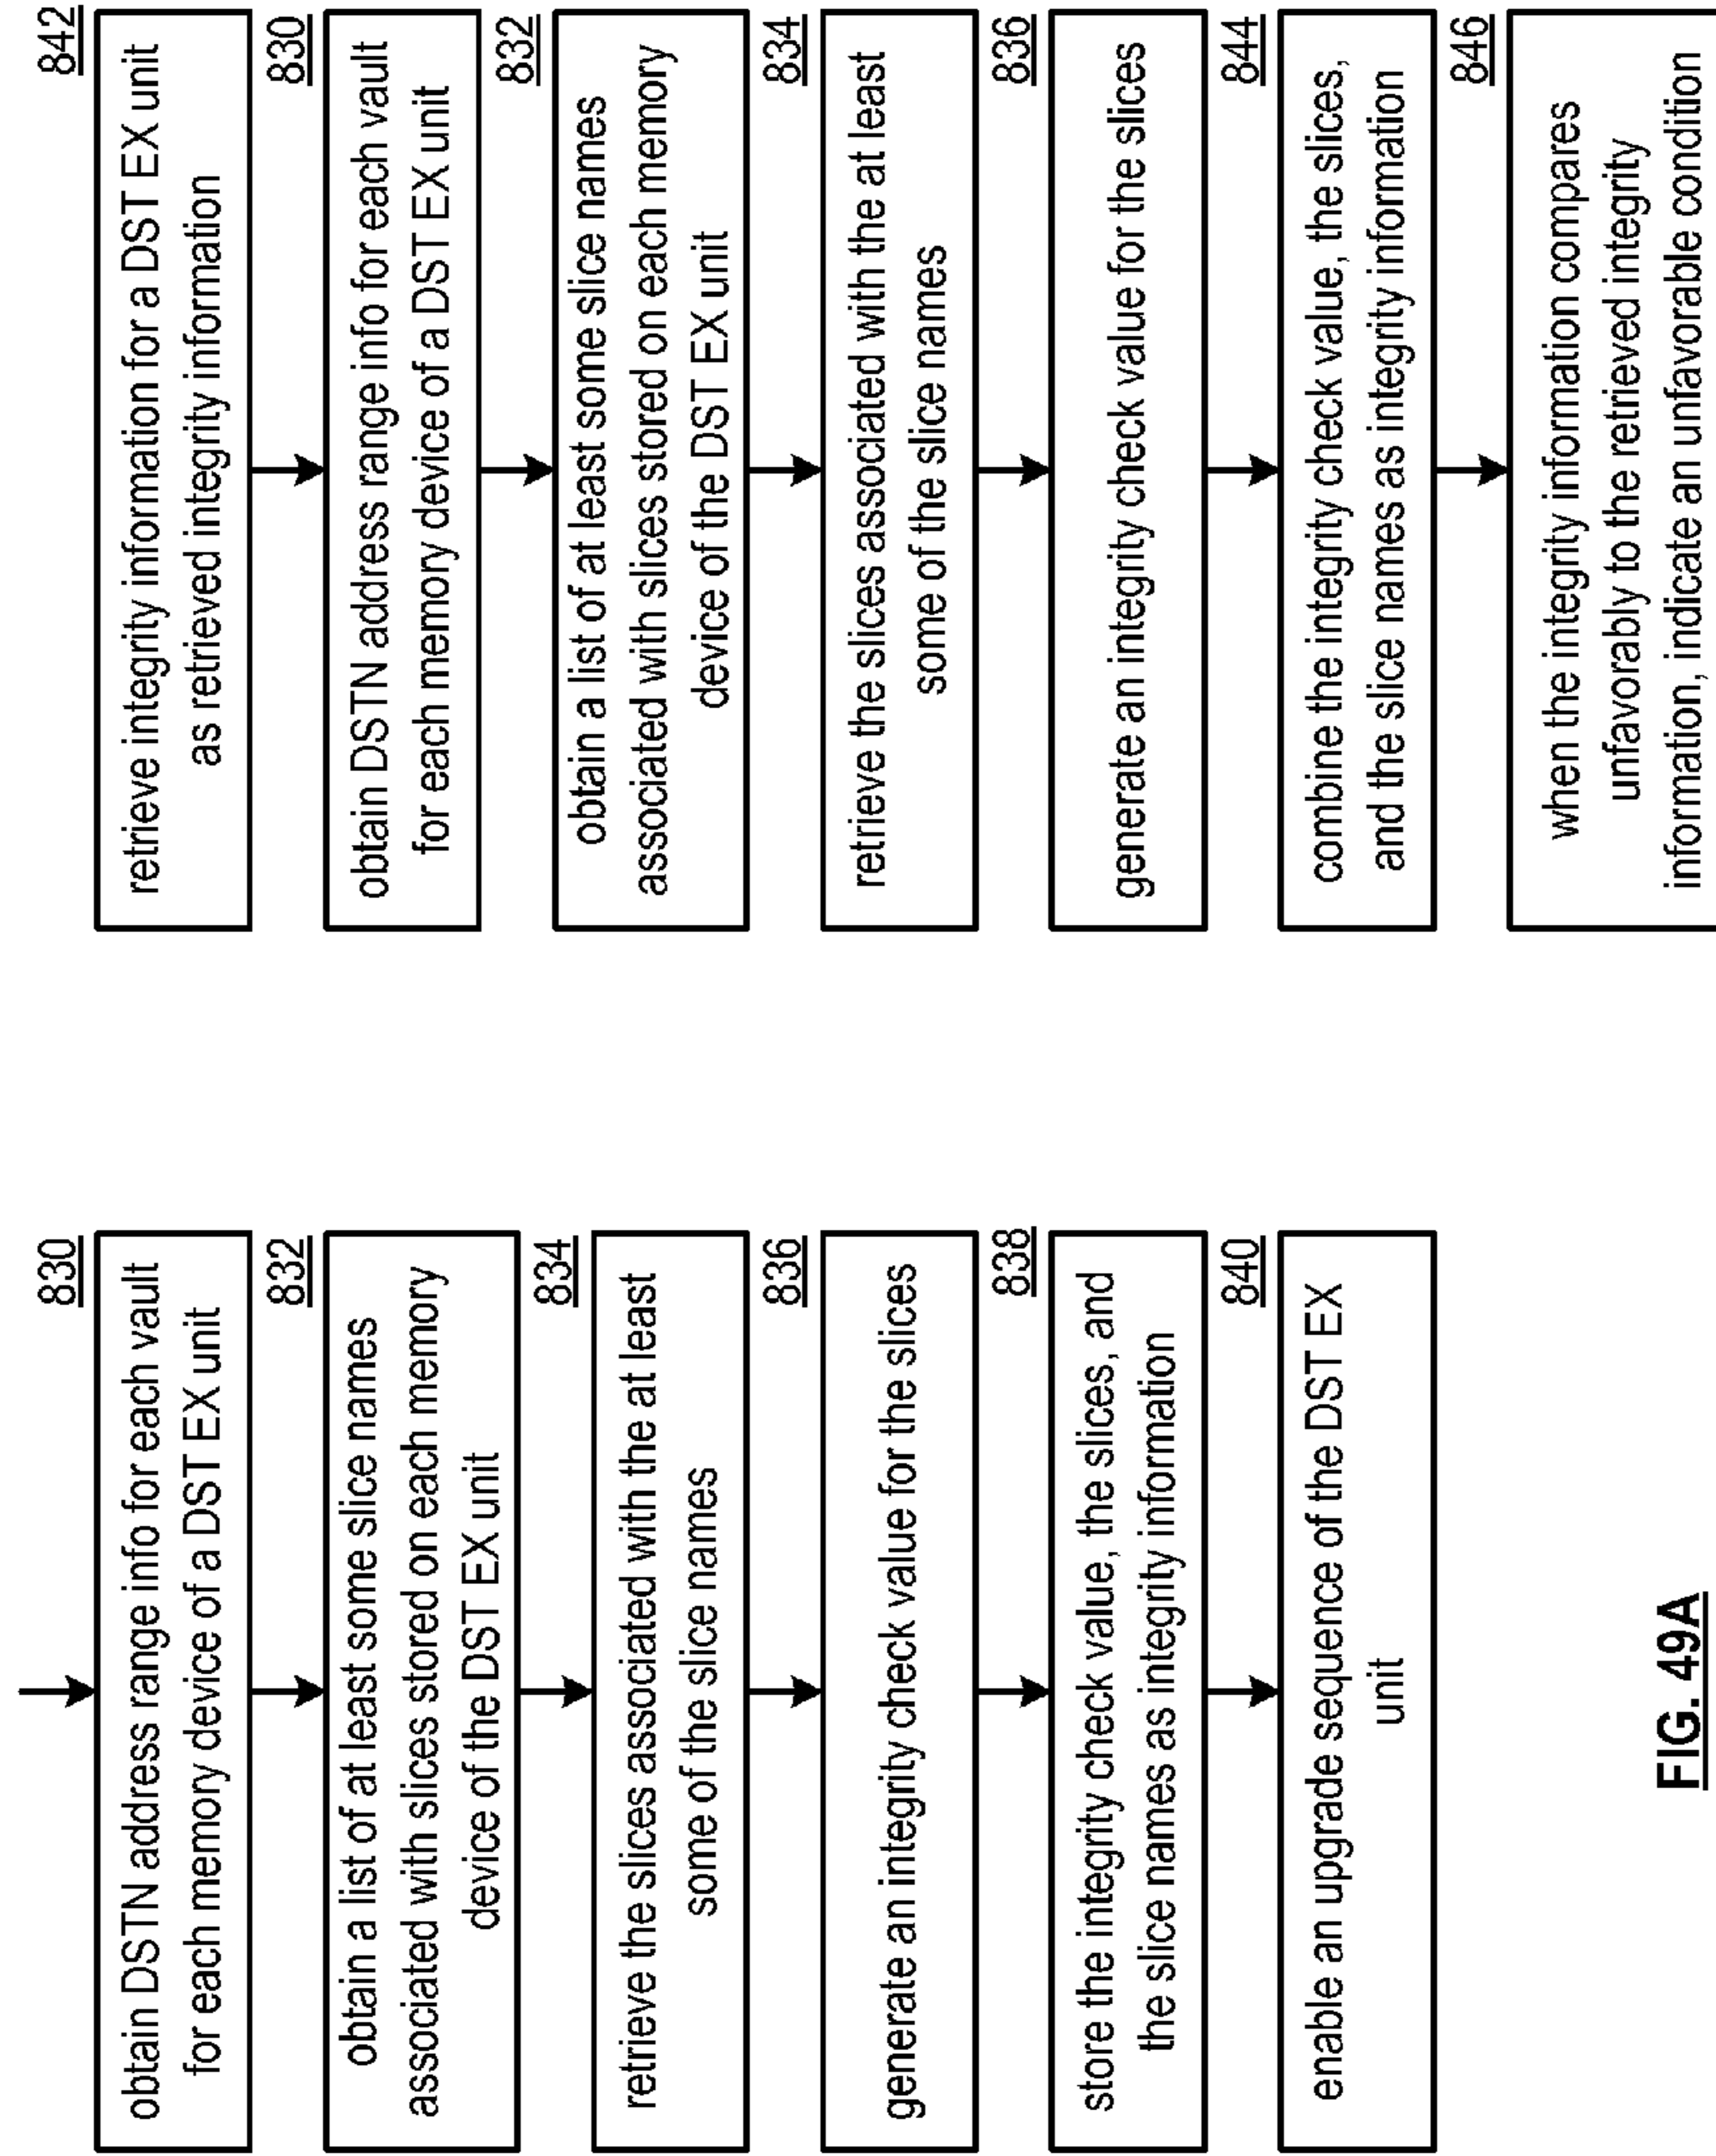 830
obtain DSTN address range info for each vault
for each memory device of a DST EX unit
832
obtain a list of at least some slice names
associated with slices stored on each memory
device of the DST EX unit
834
retrieve the slices associated with the at least
some of the slice names
836
generate an integrity check value for the slices
838
store the integrity check value, the slices, and
the slice names as integrity information
840
enable an upgrade sequence of the DST EX
unit
FIG. 49A
842
retrieve integrity information for a DST EX unit
as retrieved integrity information
830
obtain DSTN address range info for each vault
for each memory device of a DST EX unit
832
obtain a list of at least some slice names
associated with slices stored on each memory
device of the DST EX unit
834
retrieve the slices associated with the at least
some of the slice names
836
generate an integrity check value for the slices
844
combine the integrity check value, the slices,
and the slice names as integrity information
846
when the integrity information compares
unfavorably to the retrieved integrity
information, indicate an unfavorable condition